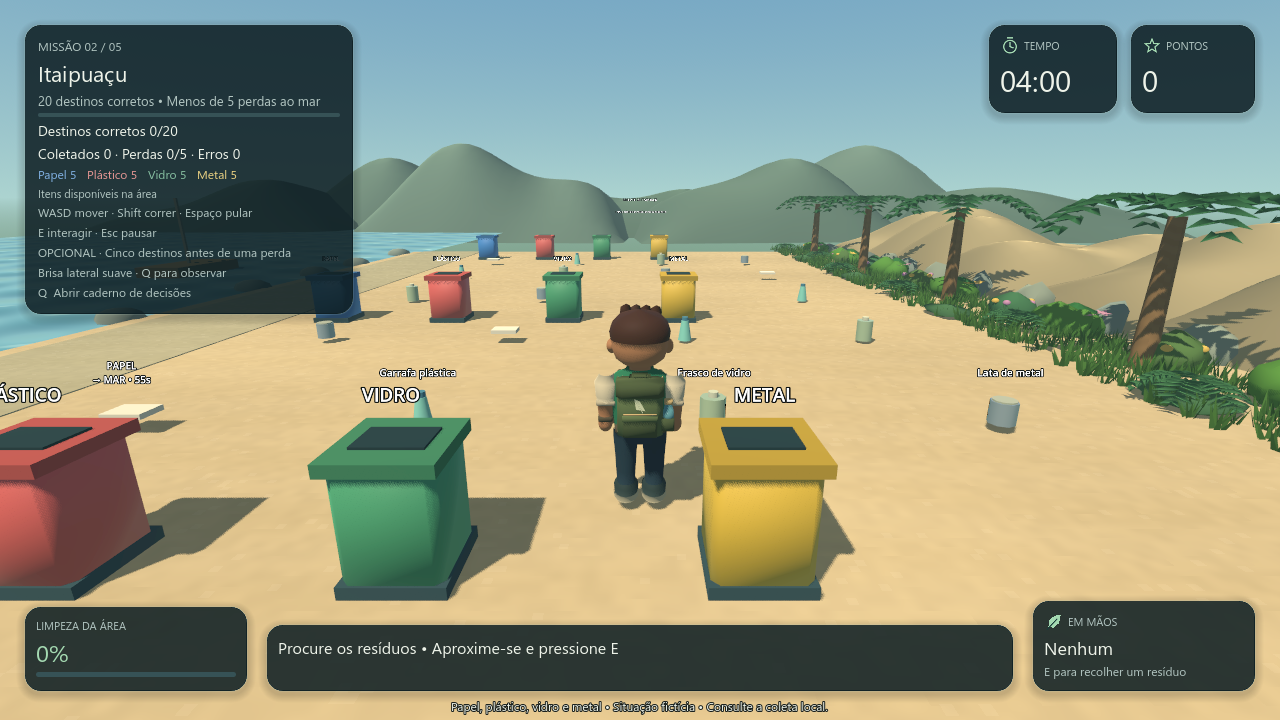 MISSÃO 02 / 05
Itaipuaçu
20 destinos corretos • Menos de 5 perdas ao mar
Destinos corretos 0/20
Coletados 0 · Perdas 0/5 · Erros 0
Papel 5 Plástico 5 Vidro 5 Metal 5
Itens disponíveis na área
WASD mover · Shift correr · Espaço pular
E interagir · Esc pausar
OPCIONAL · Cinco destinos antes de uma perda
Brisa lateral suave · Q para observar
Q Abrir caderno de decisões
TEMPO
04:00
PONTOS
0
PAPEL
→ MAR • 55s
Garrafa plástica
Frasco de vidro
Lata de metal
ÁSTICO
VIDRO
METAL
LIMPEZA DA ÁREA
0%
Procure os resíduos • Aproxime-se e pressione E
EM MÃOS
Nenhum
E para recolher um resíduo
Papel, plástico, vidro e metal • Situação fictícia • Consulte a coleta local.